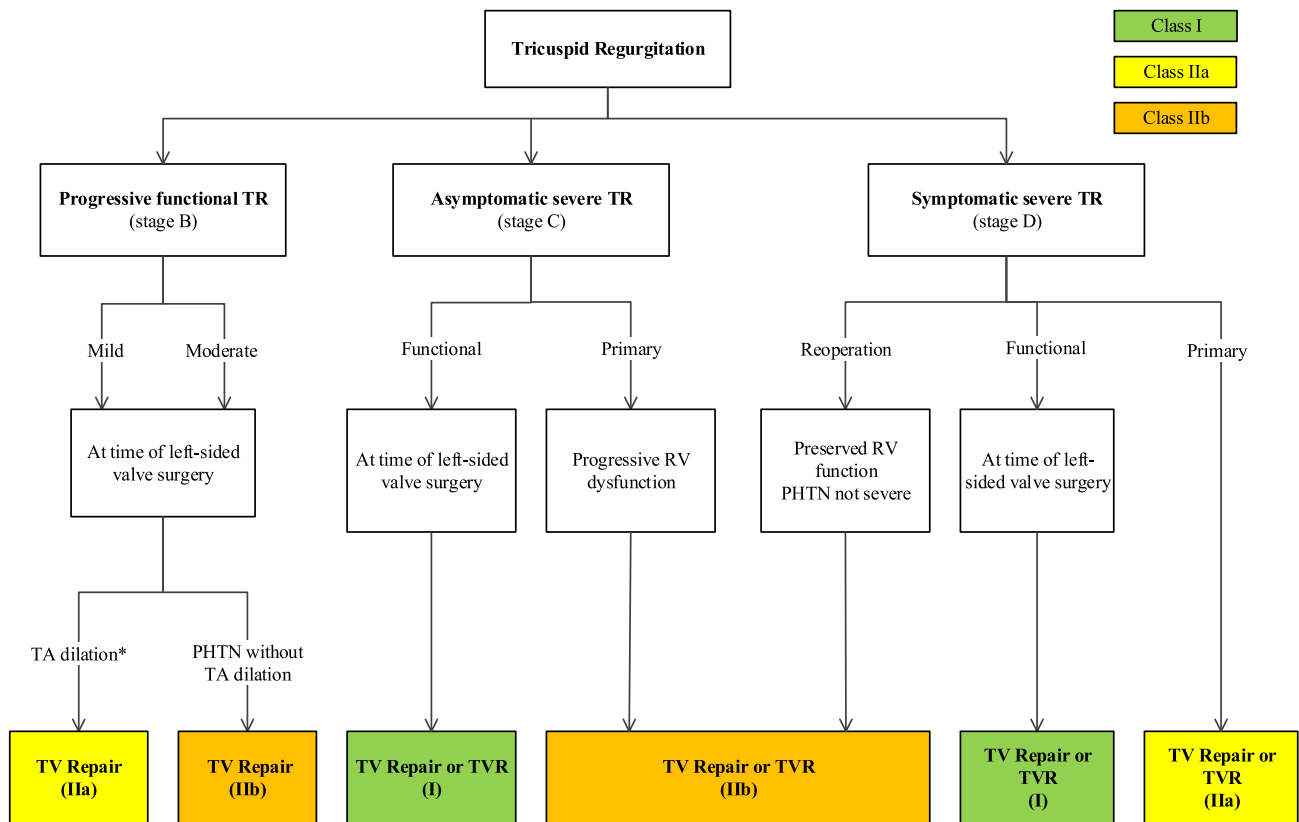 Tricuspid Regurgitation
Class I
Class IIa
Class IIb
Progressive functional TR
(stage B)
Asymptomatic severe TR
(stage C)
Symptomatic severe TR
(stage D)
Mild
Moderate
Functional
Primary
Reoperation
Functional
Primary
At time of left-sided
valve surgery
At time of left-sided
valve surgery
Progressive RV
dysfunction
Preserved RV
function
PHTN not severe
At time of left-
sided valve surgery
TA dilation*
PHTN without
TA dilation
TV Repair
(IIa)
TV Repair
(IIb)
TV Repair or TVR
(I)
TV Repair or TVR
(IIb)
TV Repair or
TVR
(I)
TV Repair or
TVR
(IIa)